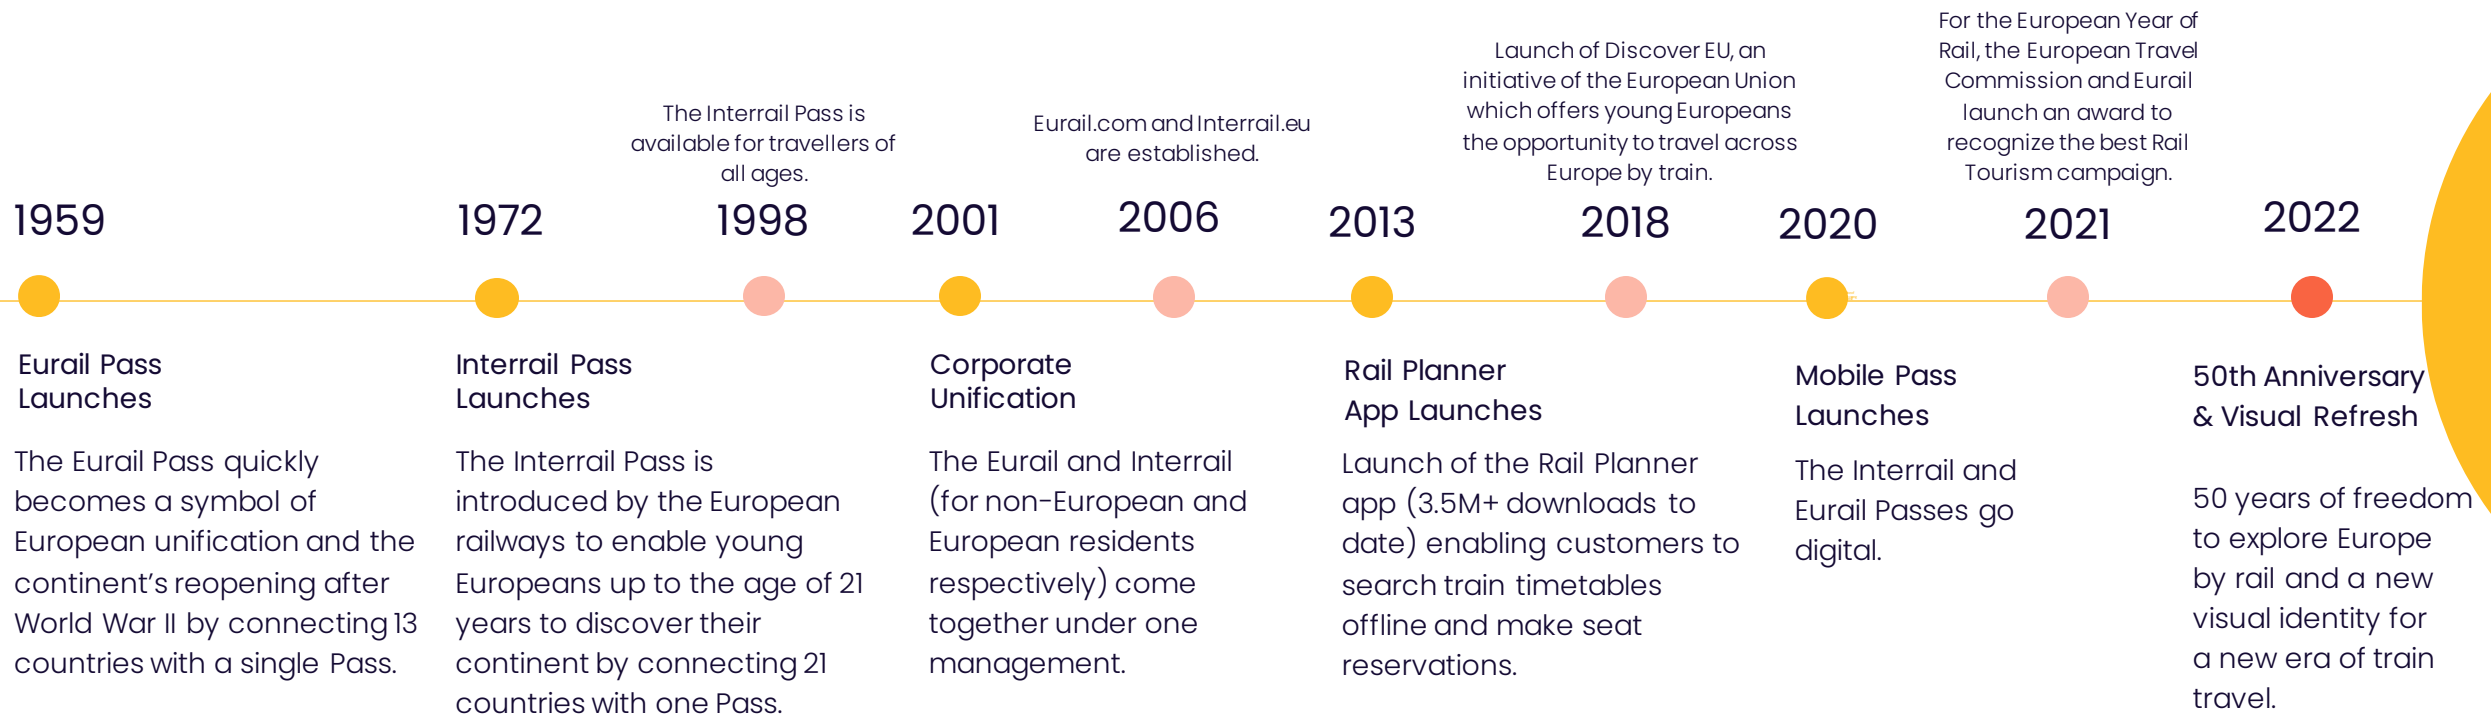 1959
Eurail Pass
Launches
The Eurail Pass quickly
becomes a symbol of
European unification and the
continent's reopening after
World War II by connecting 13
countries with a single Pass.
1972
Interrail Pass
Launches
The Interrail Pass is
introduced by the European
railways to enable young
Europeans up to the age of 21
years to discover their
continent by connecting 21
countries with one Pass.
The Interrail Pass is
available for travellers of
all ages.
1998
2001
Corporate
Unification
The Eurail and Interrail
(for non-European and
European residents
respectively) come
together under one
management.
Eurail.com and Interrail.eu
are established.
2006
2013
Rail Planner
App Launches
Launch of the Rail Planner
app (3.5M+ downloads to
date) enabling customers to
search train timetables
offline and make seat
reservations.
Launch of Discover EU, an
initiative of the European Union
which offers young Europeans
the opportunity to travel across
Europe by train.
2018
2020
Mobile Pass
Launches
The Interrail and
Eurail Passes go
digital.
For the European Year of
Rail, the European Travel
Commission and Eurail
launch an award to
recognize the best Rail
Tourism campaign.
2021
2022
50th Anniversary
& Visual Refresh
50 years of freedom
to explore Europe
by rail and a new
visual identity for
a new era of train
travel.